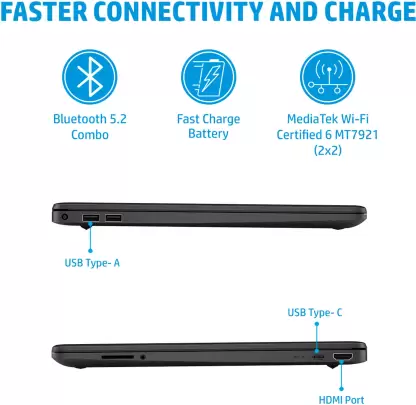 FASTER CONNECTIVITY AND CHARGE
Bluetooth 5.2
Combo
Fast Charge
Battery
MediaTek Wi-Fi
Certified 6 MT7921
(2x2)
USB Type- A
USB Type- C
HDMI Port